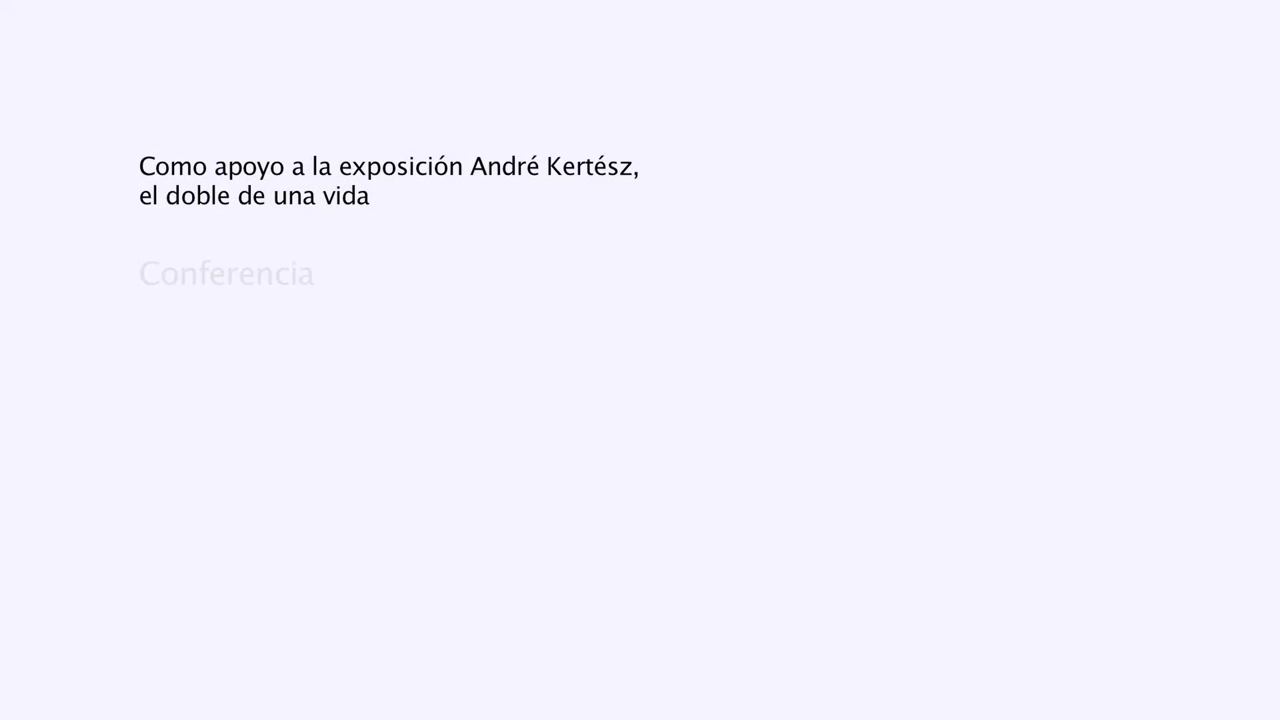 Como apoyo a la exposición André Kertész,
el doble de una vida
Conferencia